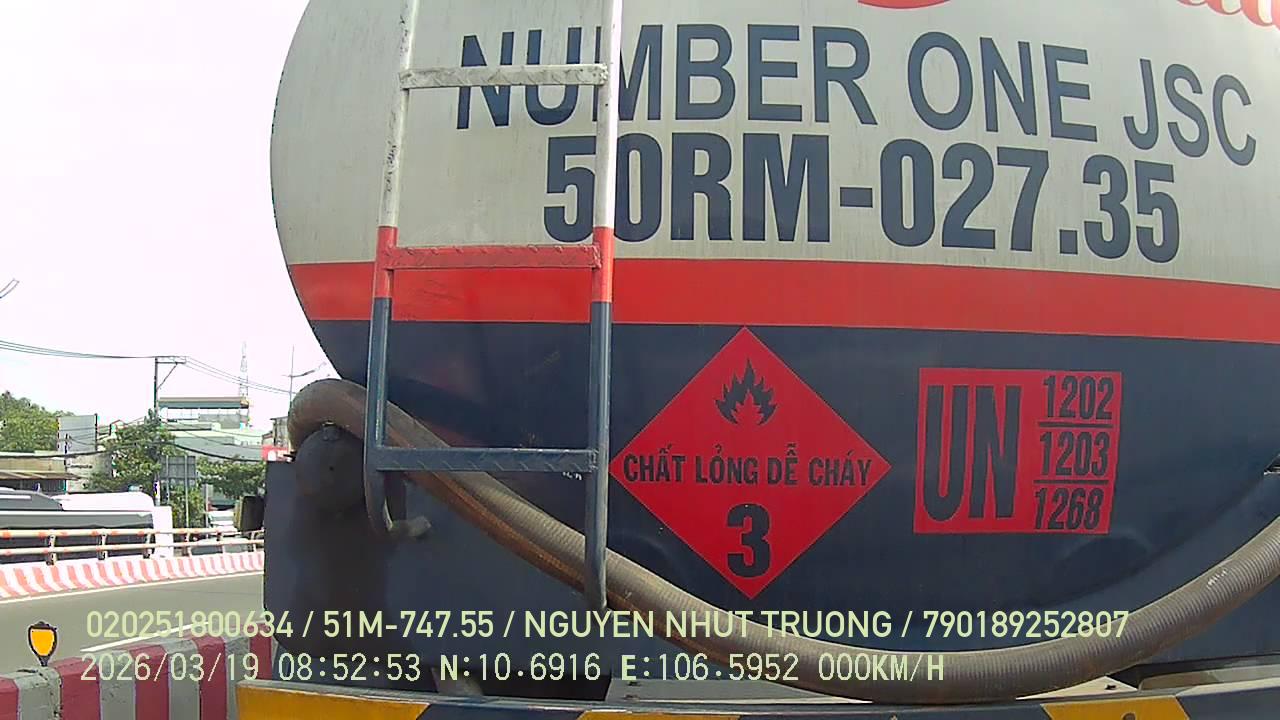 NUMBER ONE JSC
50RM-027.35
CHẤT LỎNG DỄ CHÁY
3
UN
1202
1203
1268
020251800634 / 51M-747.55 / NGUYEN NHUT TRUONG / 790189252807
2026/03/19 08:52:53 N:10.6916 E:106.5952 000KM/H